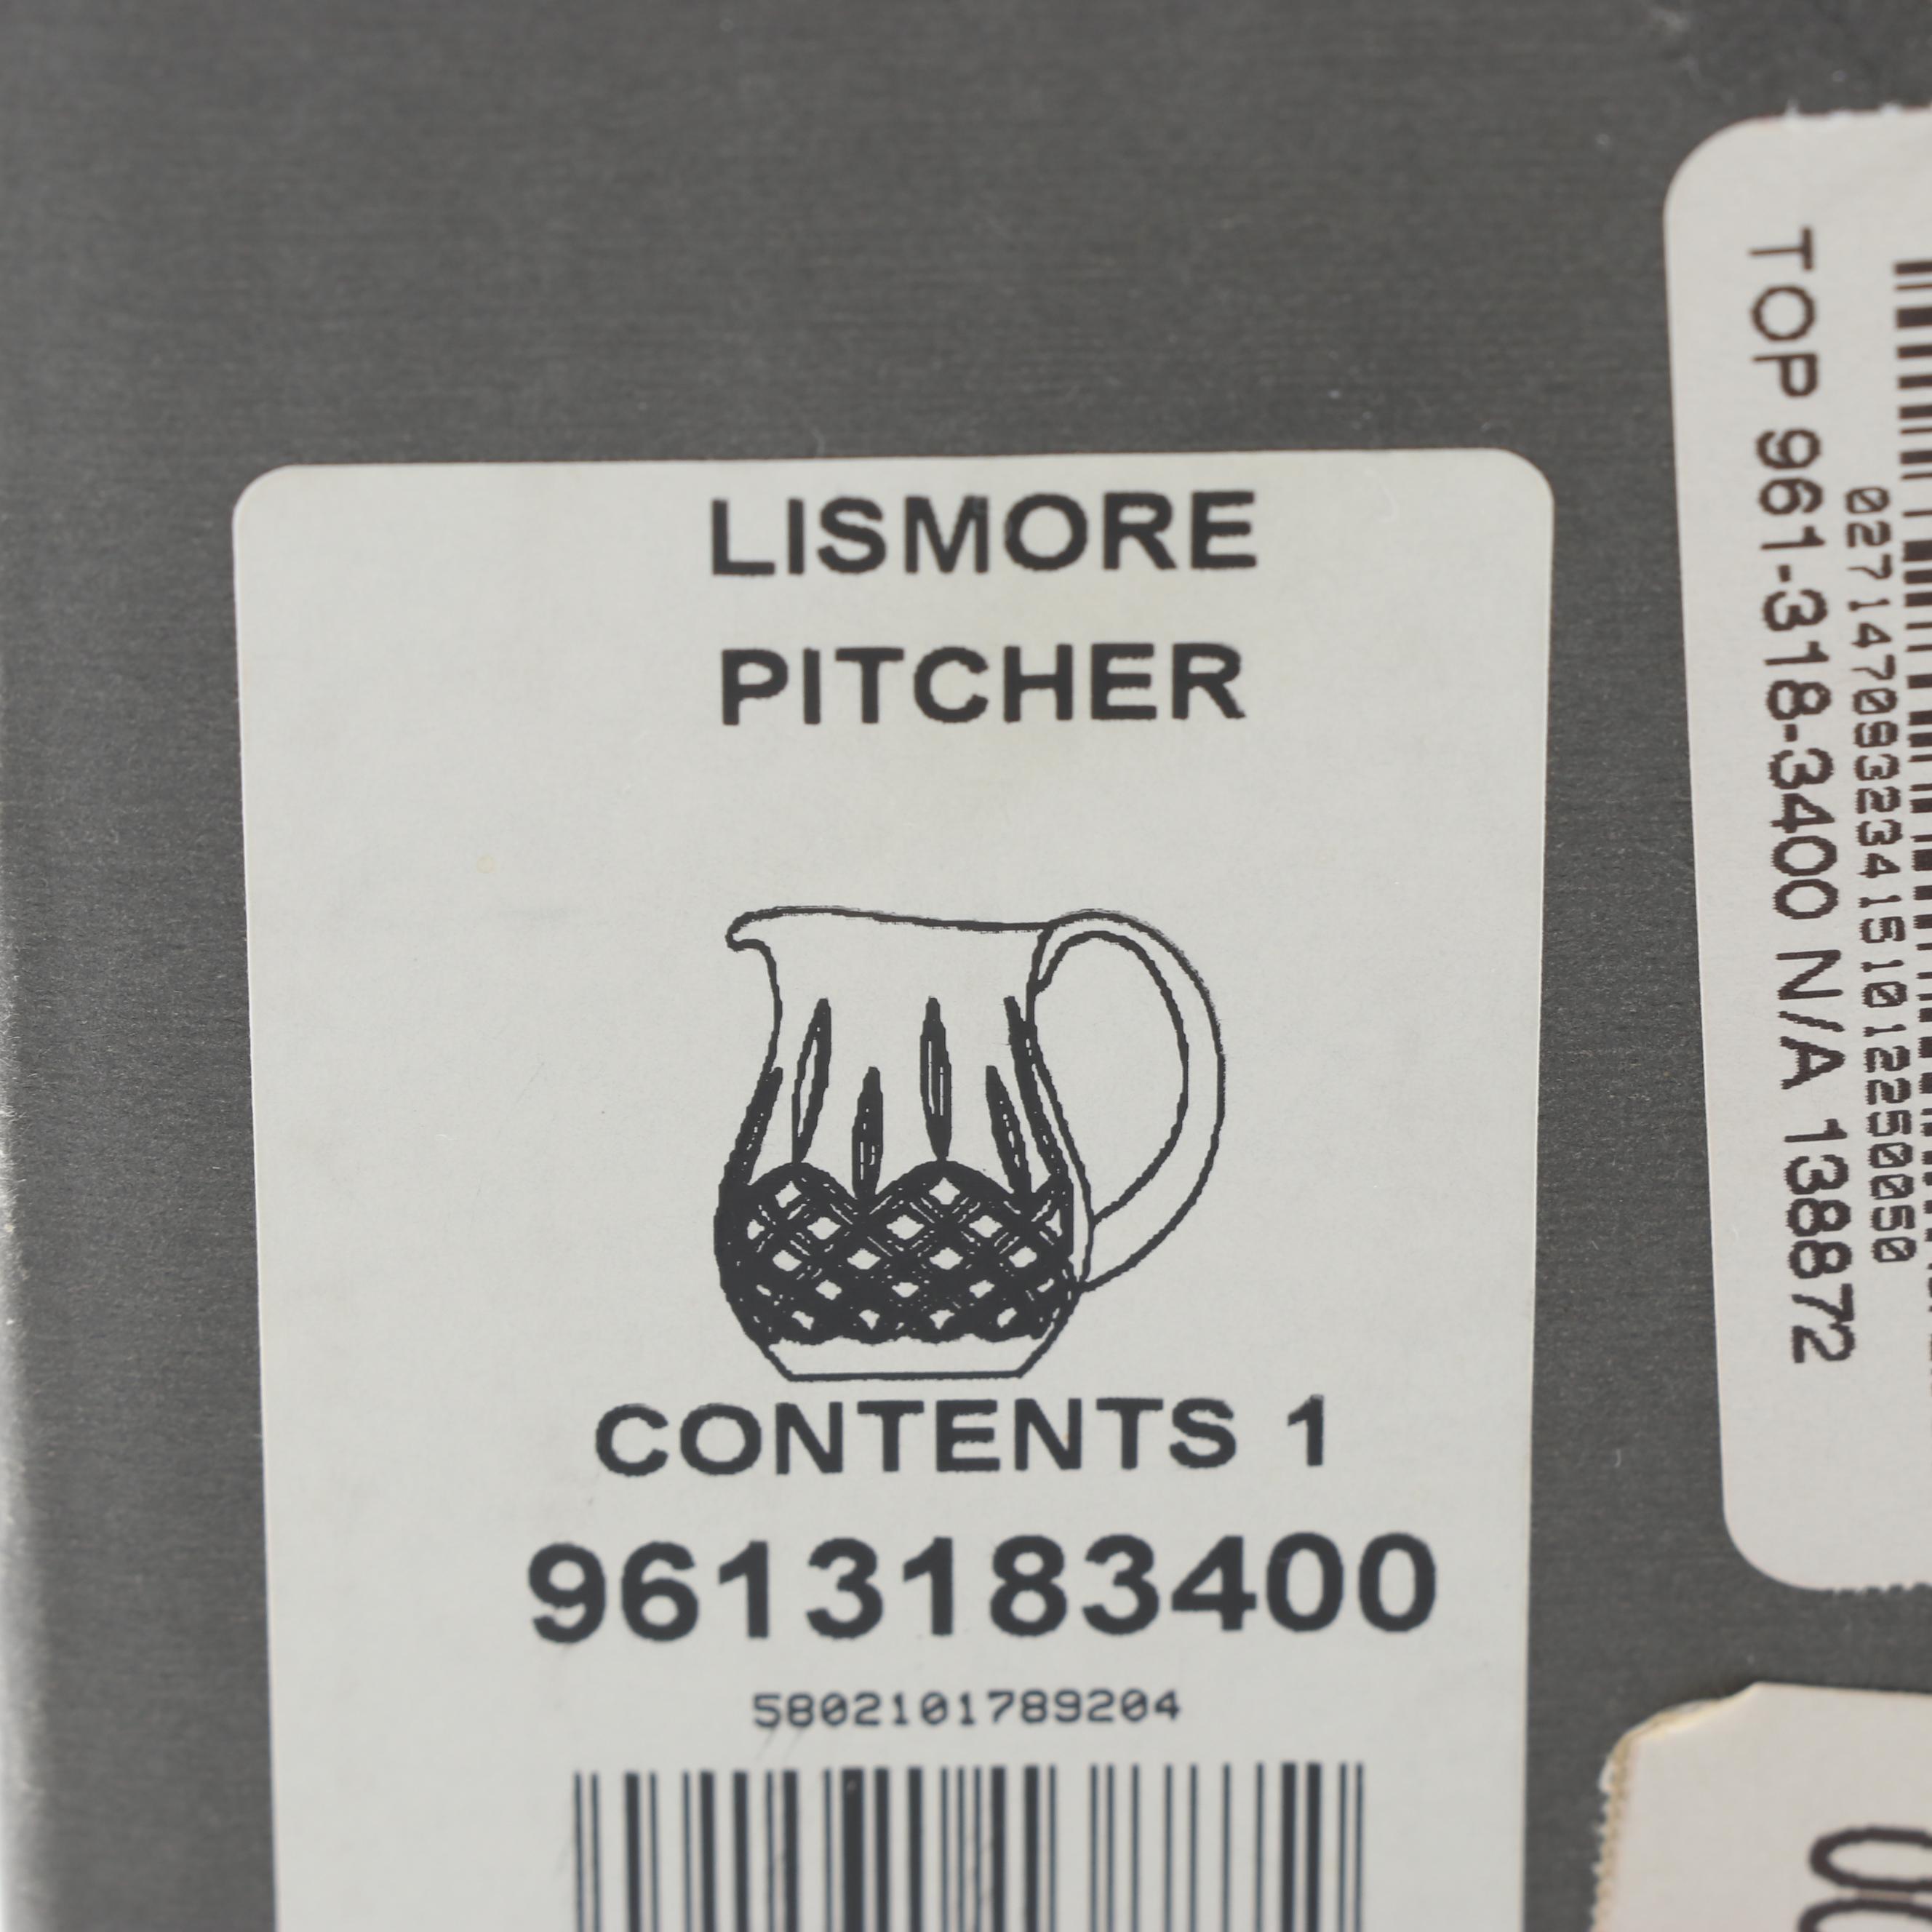 LISMORE
PITCHER
CONTENTS 1
9613183400
5802101789204
TOP 961-318-3400 N/A 138872
027147093234151012250050